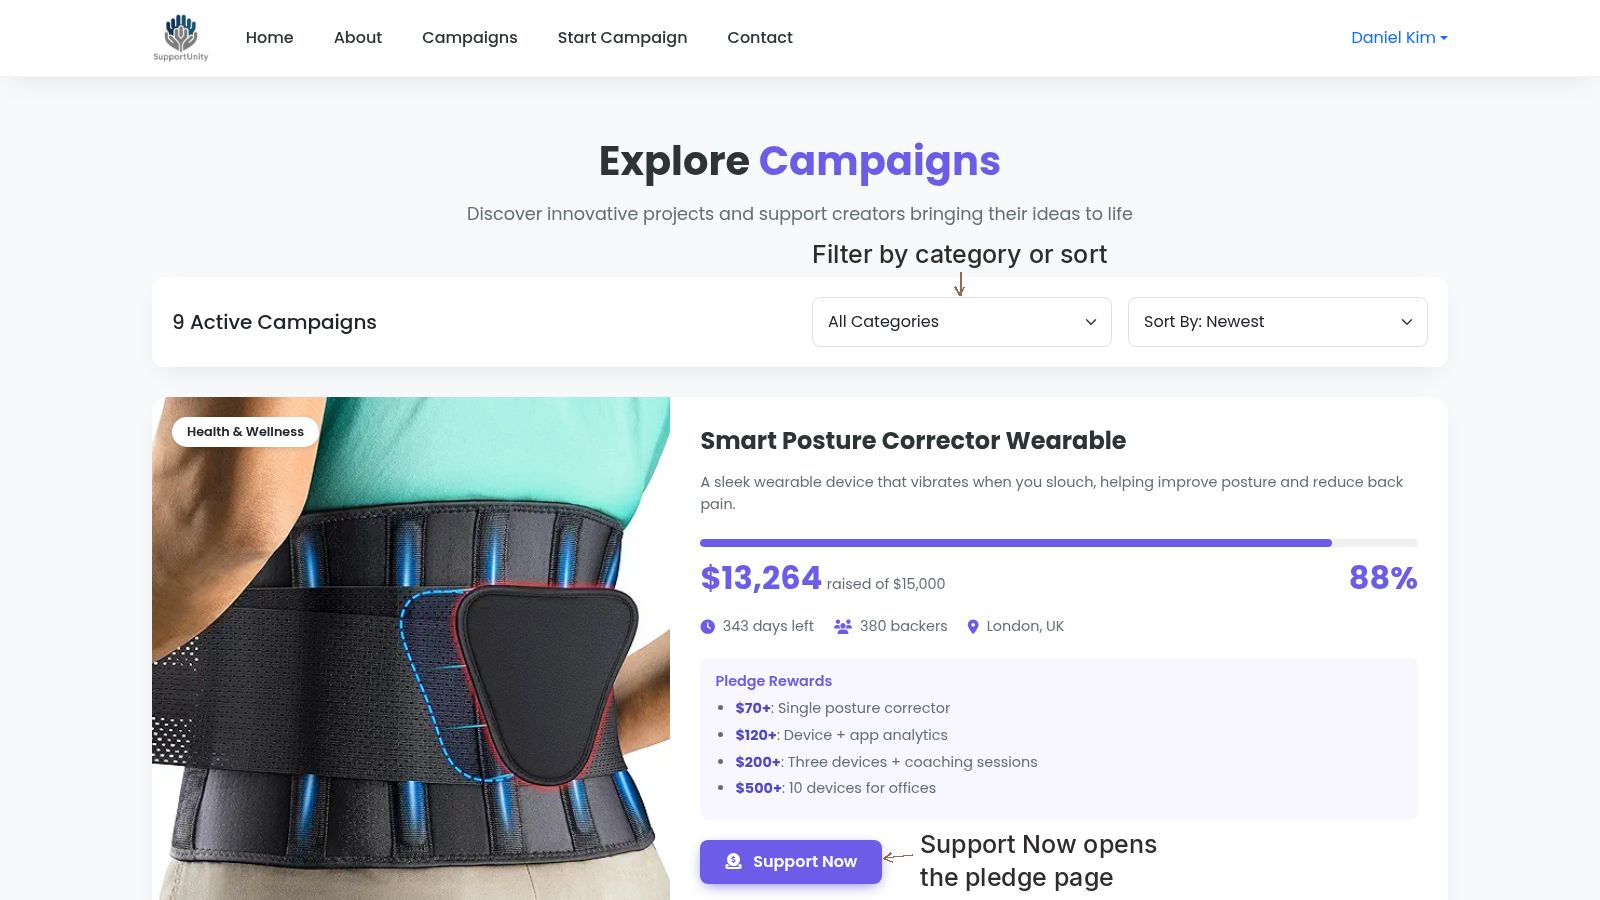 SupportUnity
Home
About
Campaigns
Start Campaign
Contact
Daniel Kim
Explore Campaigns
Discover innovative projects and support creators bringing their ideas to life
Filter by category or sort
9 Active Campaigns
All Categories
Sort By: Newest
Health & Wellness
Smart Posture Corrector Wearable
A sleek wearable device that vibrates when you slouch, helping improve posture and reduce back
pain.
$13,264 raised of $15,000
88%
343 days left
380 backers
London, UK
Pledge Rewards
• $70+: Single posture corrector
• $120+: Device + app analytics
• $200+: Three devices + coaching sessions
• $500+: 10 devices for offices
Support Now
Support Now opens
the pledge page